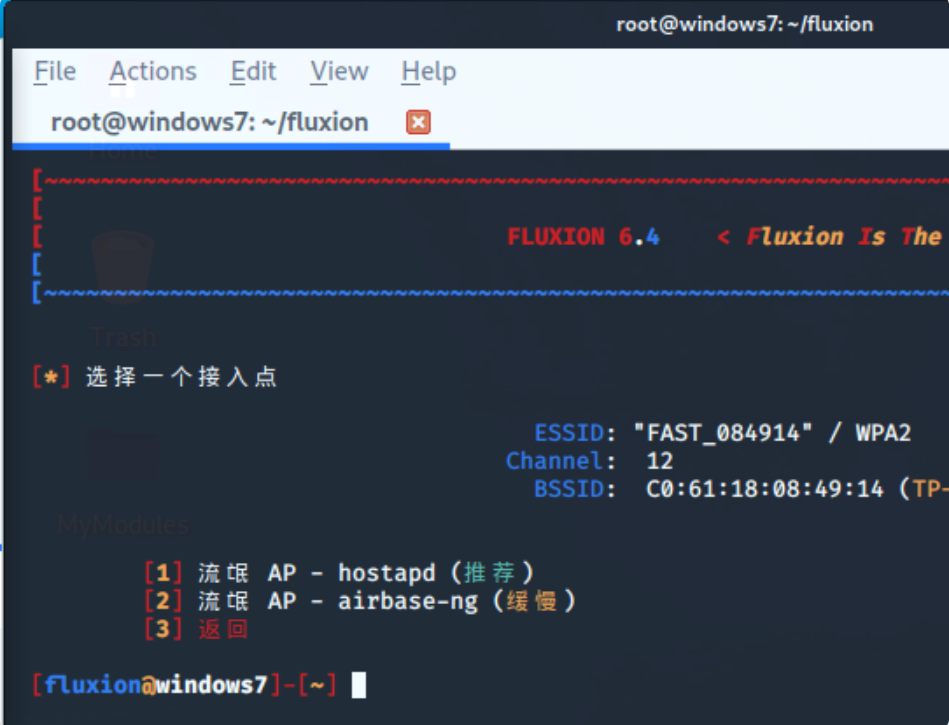 root@windows7: ~/fluxion
File Actions Edit View Help
root@windows7: ~/fluxion
Home
[~~~~~~~~~~~~~~~~~~~~~~~~~~~~~~~~~~~~~~~~~~~~~~~~~~~~~~~~~~~~~~~~
[
[ FLUXION 6.4 < Fluxion Is The
[
[~~~~~~~~~~~~~~~~~~~~~~~~~~~~~~~~~~~~~~~~~~~~~~~~~~~~~~~~~~~~~~~~
Trash
[*] 选择一个接入点
ESSID: "FAST_084914" / WPA2
Channel: 12
BSSID: C0:61:18:08:49:14 (TP-
MyModules
[1] 流氓 AP - hostapd (推荐)
[2] 流氓 AP - airbase-ng (缓慢)
[3] 返回
[fluxion@windows7]-[~]